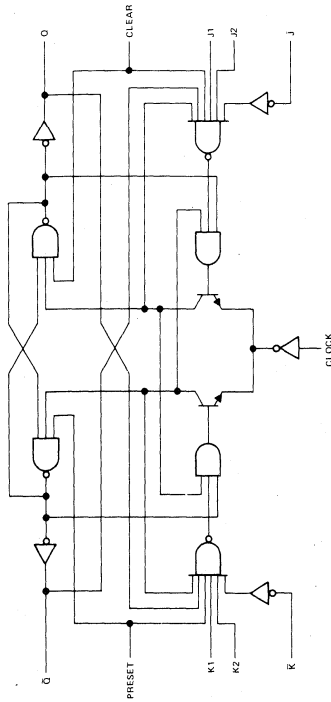 Q̄
Q
PRESET
CLEAR
K1
J1
K2
J2
K̄
J̄
CLOCK